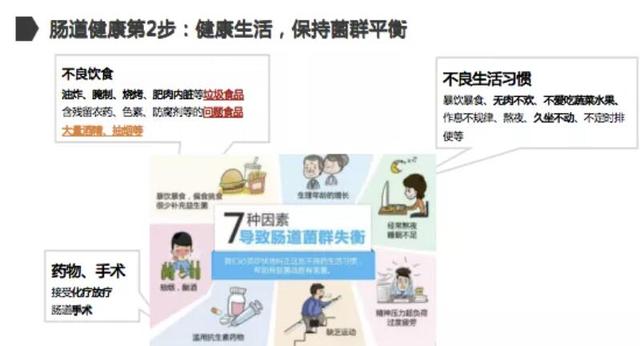 肠道健康第2步：健康生活，保持菌群平衡
不良饮食
油炸、腌制、烧烤、肥肉内脏等垃圾食品
含残留农药、色素、防腐剂等的问题食品
大量酒精、抽烟等
不良生活习惯
暴饮暴食、无肉不欢、不爱吃蔬菜水果、
作息不规律、熬夜、久坐不动、不定时排
便等
暴饮暴食，偏食挑食
很少补充益生菌
生理年龄的增长
经常熬夜
睡眠不足
7种因素
导致肠道菌群失衡
抽烟，酗酒
精神压力超负荷
过度疲劳
滥用抗生素药物
缺乏运动
药物、手术
接受化疗放疗
肠道手术